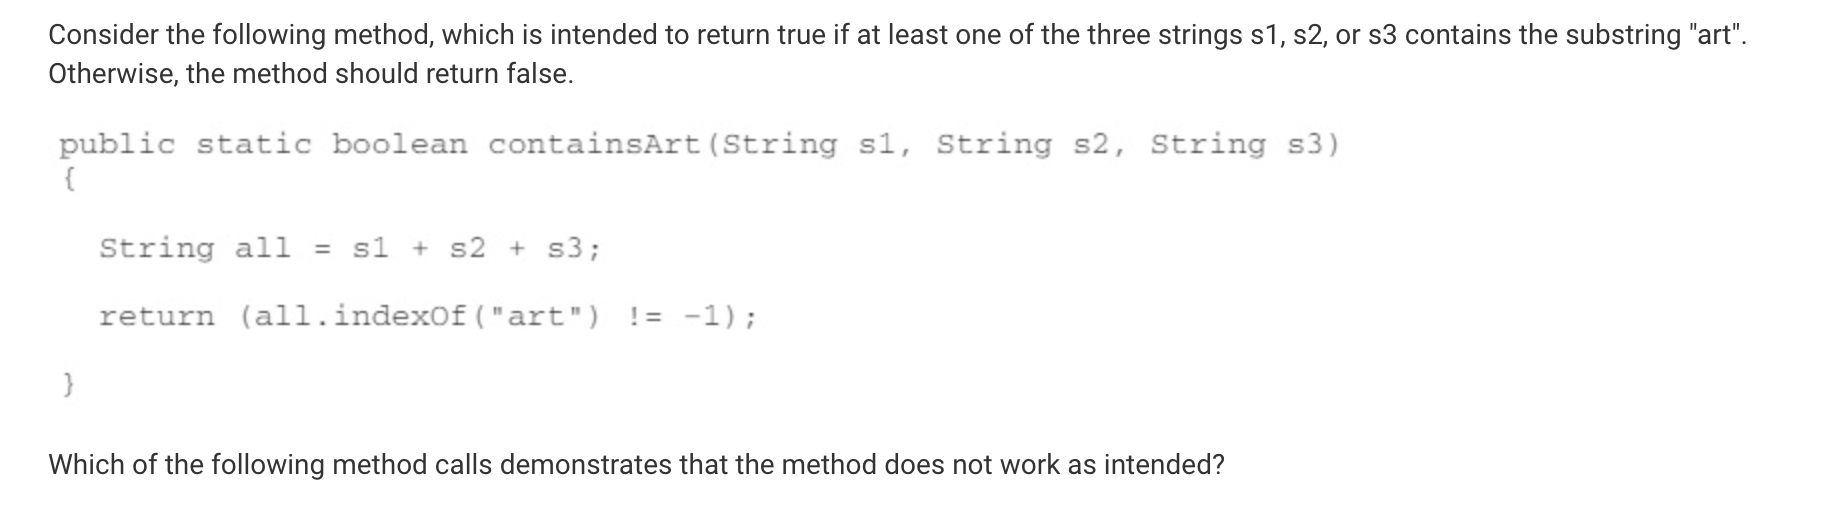 Consider the following method, which is intended to return true if at least one of the three strings s1, s2, or s3 contains the substring "art".
Otherwise, the method should return false.
public static boolean containsArt(String s1, String s2, String s3)
{
String all = s1 + s2 + s3;
return (all.indexOf("art") != -1);
}
Which of the following method calls demonstrates that the method does not work as intended?